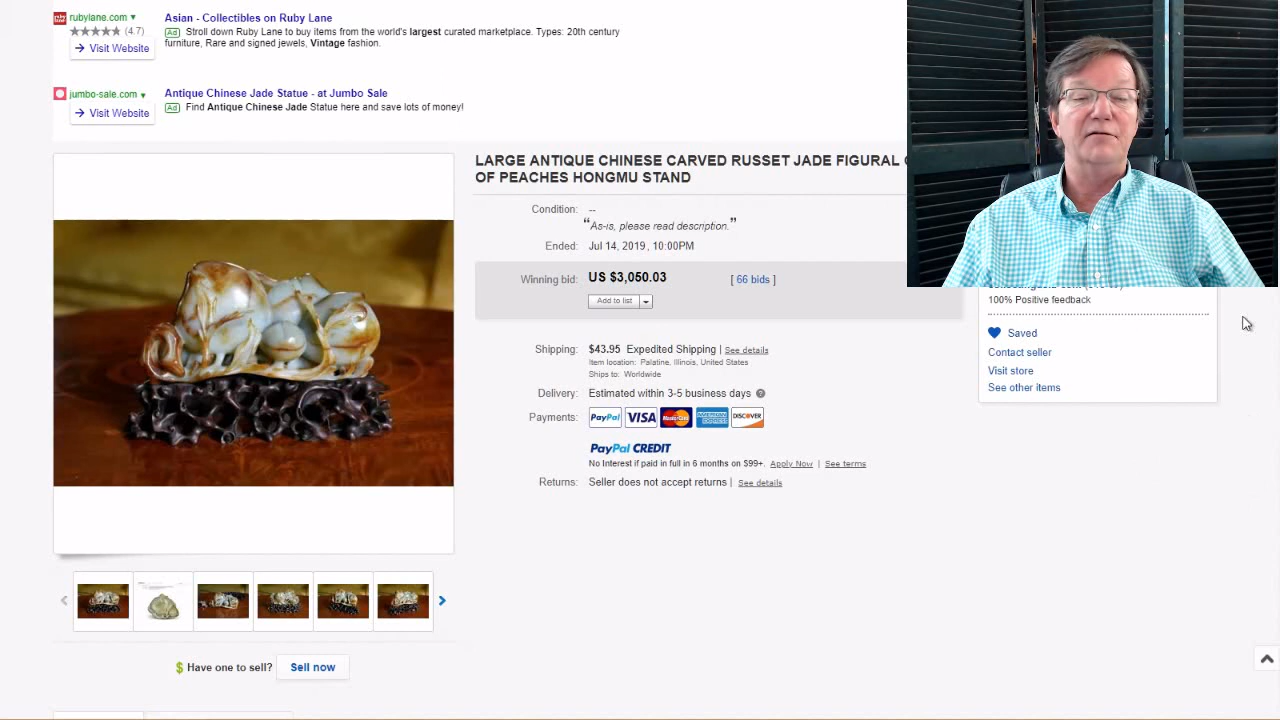 rubylane.com
(4.7)
Visit Website
Asian - Collectibles on Ruby Lane
Ad Stroll down Ruby Lane to buy items from the world's largest curated marketplace. Types: 20th century
furniture, Rare and signed jewels, Vintage fashion.
jumbo-sale.com
Visit Website
Antique Chinese Jade Statue - at Jumbo Sale
Ad Find Antique Chinese Jade Statue here and save lots of money!
LARGE ANTIQUE CHINESE CARVED RUSSET JADE FIGURAL
OF PEACHES HONGMU STAND
Condition: --
“As-is, please read description.”
Ended: Jul 14, 2019 , 10:00PM
Winning bid: US $3,050.03 [ 66 bids ]
Add to list
Shipping: $43.95 Expedited Shipping | See details
Item location: Palatine, Illinois, United States
Ships to: Worldwide
Delivery: Estimated within 3-5 business days
Payments: PayPal VISA MasterCard AMERICAN EXPRESS DISCOVER
PayPal CREDIT
No Interest if paid in full in 6 months on $99+. Apply Now | See terms
Returns: Seller does not accept returns | See details
100% Positive feedback
Saved
Contact seller
Visit store
See other items
Have one to sell? Sell now